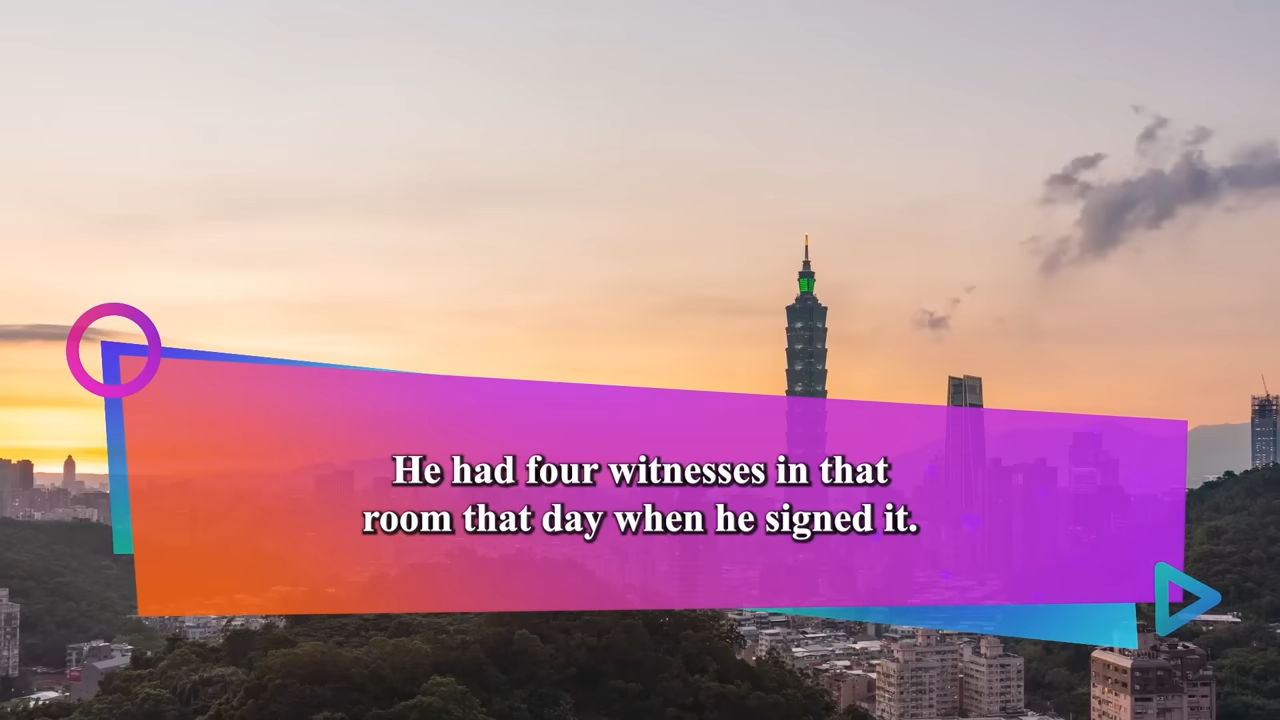 He had four witnesses in that
room that day when he signed it.